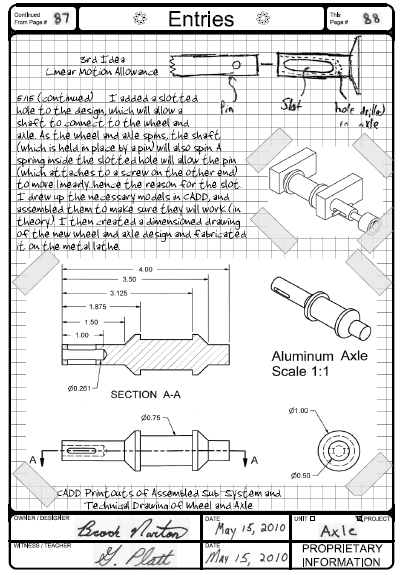 Continued
From Page #
87
Entries
This
Page #
88
3rd Idea
Linear Motion Allowance
Pin
Slot
hole drilled
in axle
5/15 (continued) I added a slotted
hole to the design, which will allow a
shaft to connect to the wheel and
axle. As the wheel and axle spins, the shaft
(which is held in place by a pin) will also spin. A
spring inside the slotted hole will allow the pin
(which attaches to a screw on the other end)
to move linearly, hence the reason for the slot.
I drew up the necessary models in CADD, and
assembled them to make sure they will work (in
theory). I then created a dimensioned drawing
of the new wheel and axle design and fabricated
it on the metal lathe.
4.00
3.50
3.125
1.875
1.50
1.00
Ø0.261
SECTION A-A
Aluminum Axle
Scale 1:1
Ø0.75
Ø1.00
A
A
Ø0.50
CADD Printouts of Assembled Sub-System and
Technical Drawing of Wheel and Axle
OWNER / DESIGNER
Brook Narton
DATE
May 15, 2010
UNIT
PROJECT
Axle
WITNESS / TEACHER
G. Platt
DATE
May 15, 2010
PROPRIETARY
INFORMATION